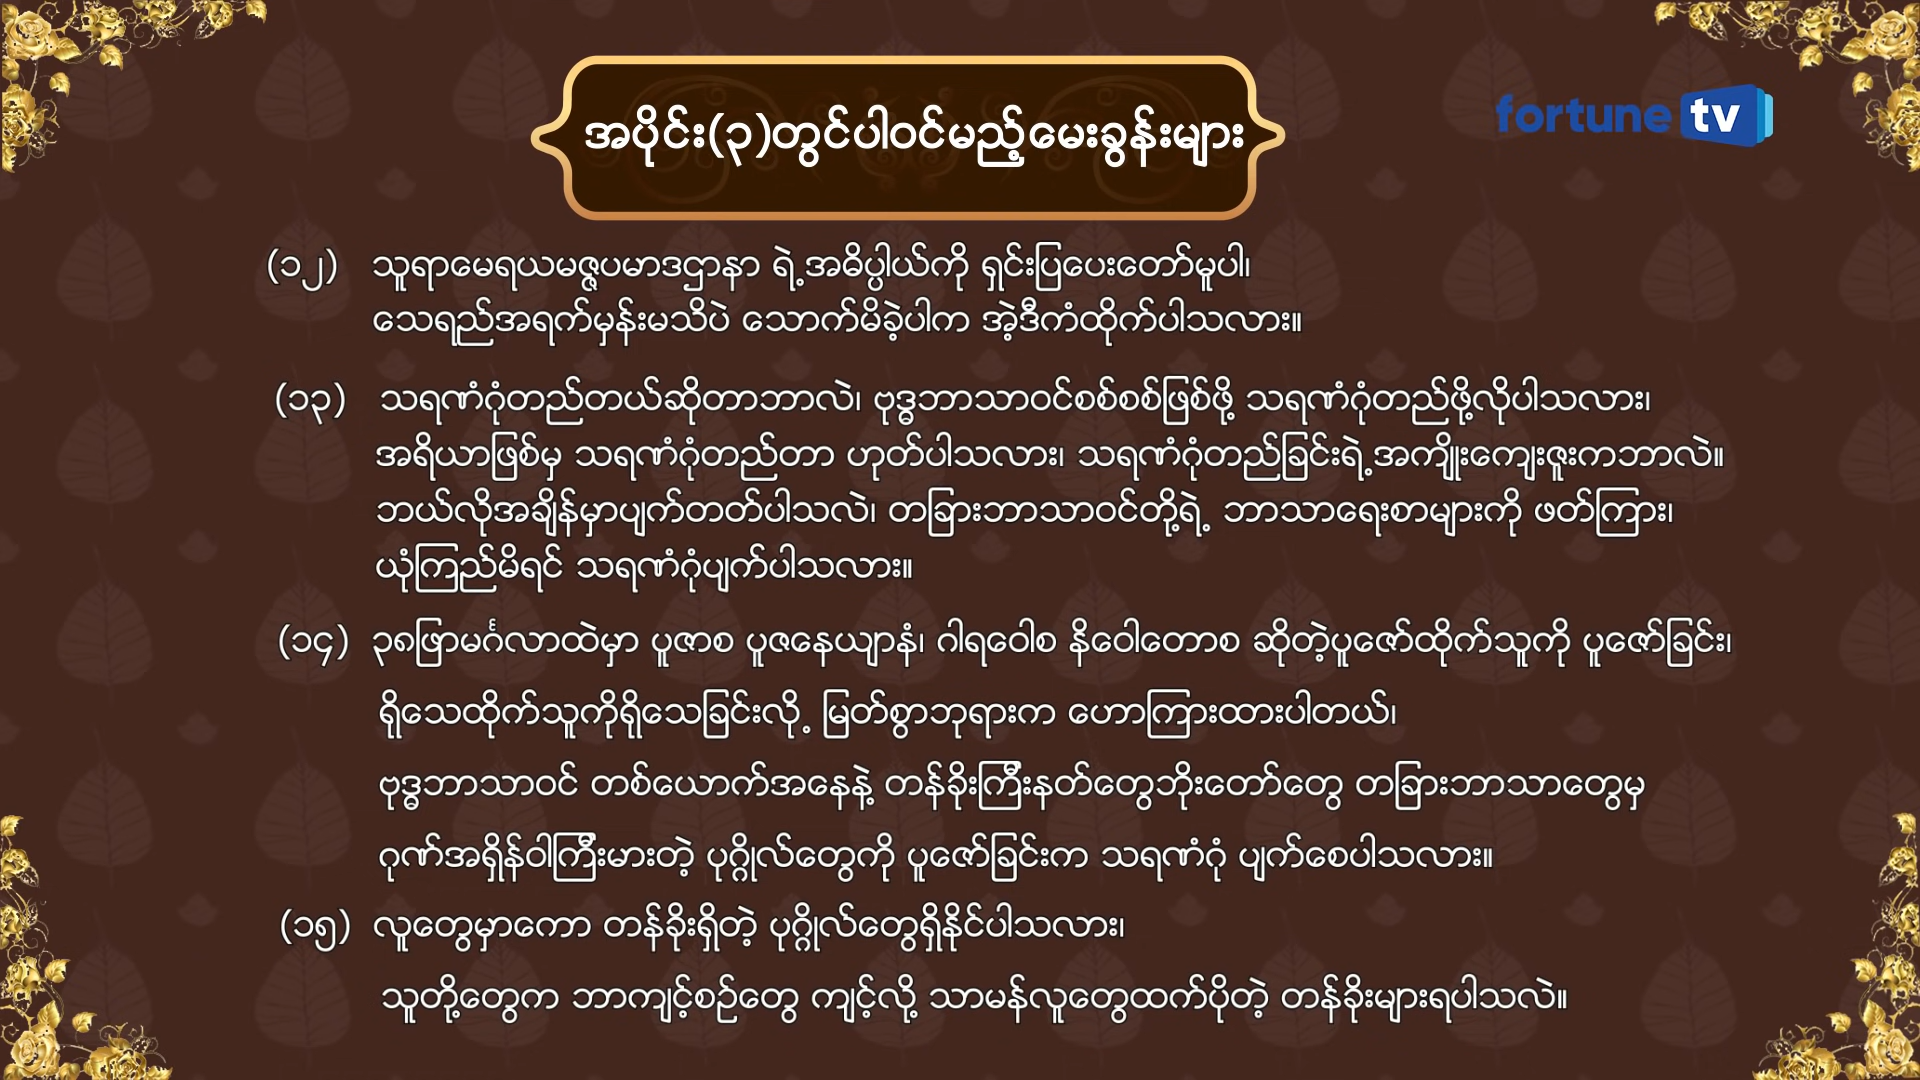 အပိုင်း(၃)တွင်ပါဝင်မည့်မေးခွန်းများ
fortune tv
(၁၂) သူရာမေရယမဇ္ဇပမာဒဌာနာ ရဲ့အဓိပ္ပါယ်ကို ရှင်းပြပေးတော်မူပါ၊
သေရည်အရက်မှန်းမသိပဲ သောက်မိခဲ့ပါက အဲ့ဒီကံထိုက်ပါသလား။
(၁၃) သရဏံဂုံတည်တယ်ဆိုတာဘာလဲ၊ ဗုဒ္ဓဘာသာဝင်စစ်စစ်ဖြစ်ဖို့ သရဏံဂုံတည်ဖို့လိုပါသလား၊
အရိယာဖြစ်မှ သရဏံဂုံတည်တာ ဟုတ်ပါသလား၊ သရဏံဂုံတည်ခြင်းရဲ့အကျိုးကျေးဇူးကဘာလဲ။
ဘယ်လိုအချိန်မှာပျက်တတ်ပါသလဲ၊ တခြားဘာသာဝင်တို့ရဲ့ ဘာသာရေးစာများကို ဖတ်ကြား၊
ယုံကြည်မိရင် သရဏံဂုံပျက်ပါသလား။
(၁၄) ၃၈ဖြာမင်္ဂလာထဲမှာ ပူဇာစ ပူဇနေယျာနံ၊ ဂါရဝေါစ နိဝေါတောစ ဆိုတဲ့ပူဇော်ထိုက်သူကို ပူဇော်ခြင်း၊
ရိုသေထိုက်သူကိုရိုသေခြင်းလို့ မြတ်စွာဘုရားက ဟောကြားထားပါတယ်၊
ဗုဒ္ဓဘာသာဝင် တစ်ယောက်အနေနဲ့ တန်ခိုးကြီးနတ်တွေဘိုးတော်တွေ တခြားဘာသာတွေမှ
ဂုဏ်အရှိန်ဝါကြီးမားတဲ့ ပုဂ္ဂိုလ်တွေကို ပူဇော်ခြင်းက သရဏံဂုံ ပျက်စေပါသလား။
(၁၅) လူတွေမှာကော တန်ခိုးရှိတဲ့ ပုဂ္ဂိုလ်တွေရှိနိုင်ပါသလား၊
သူတို့တွေက ဘာကျင့်စဉ်တွေ ကျင့်လို့ သာမန်လူတွေထက်ပိုတဲ့ တန်ခိုးများရပါသလဲ။